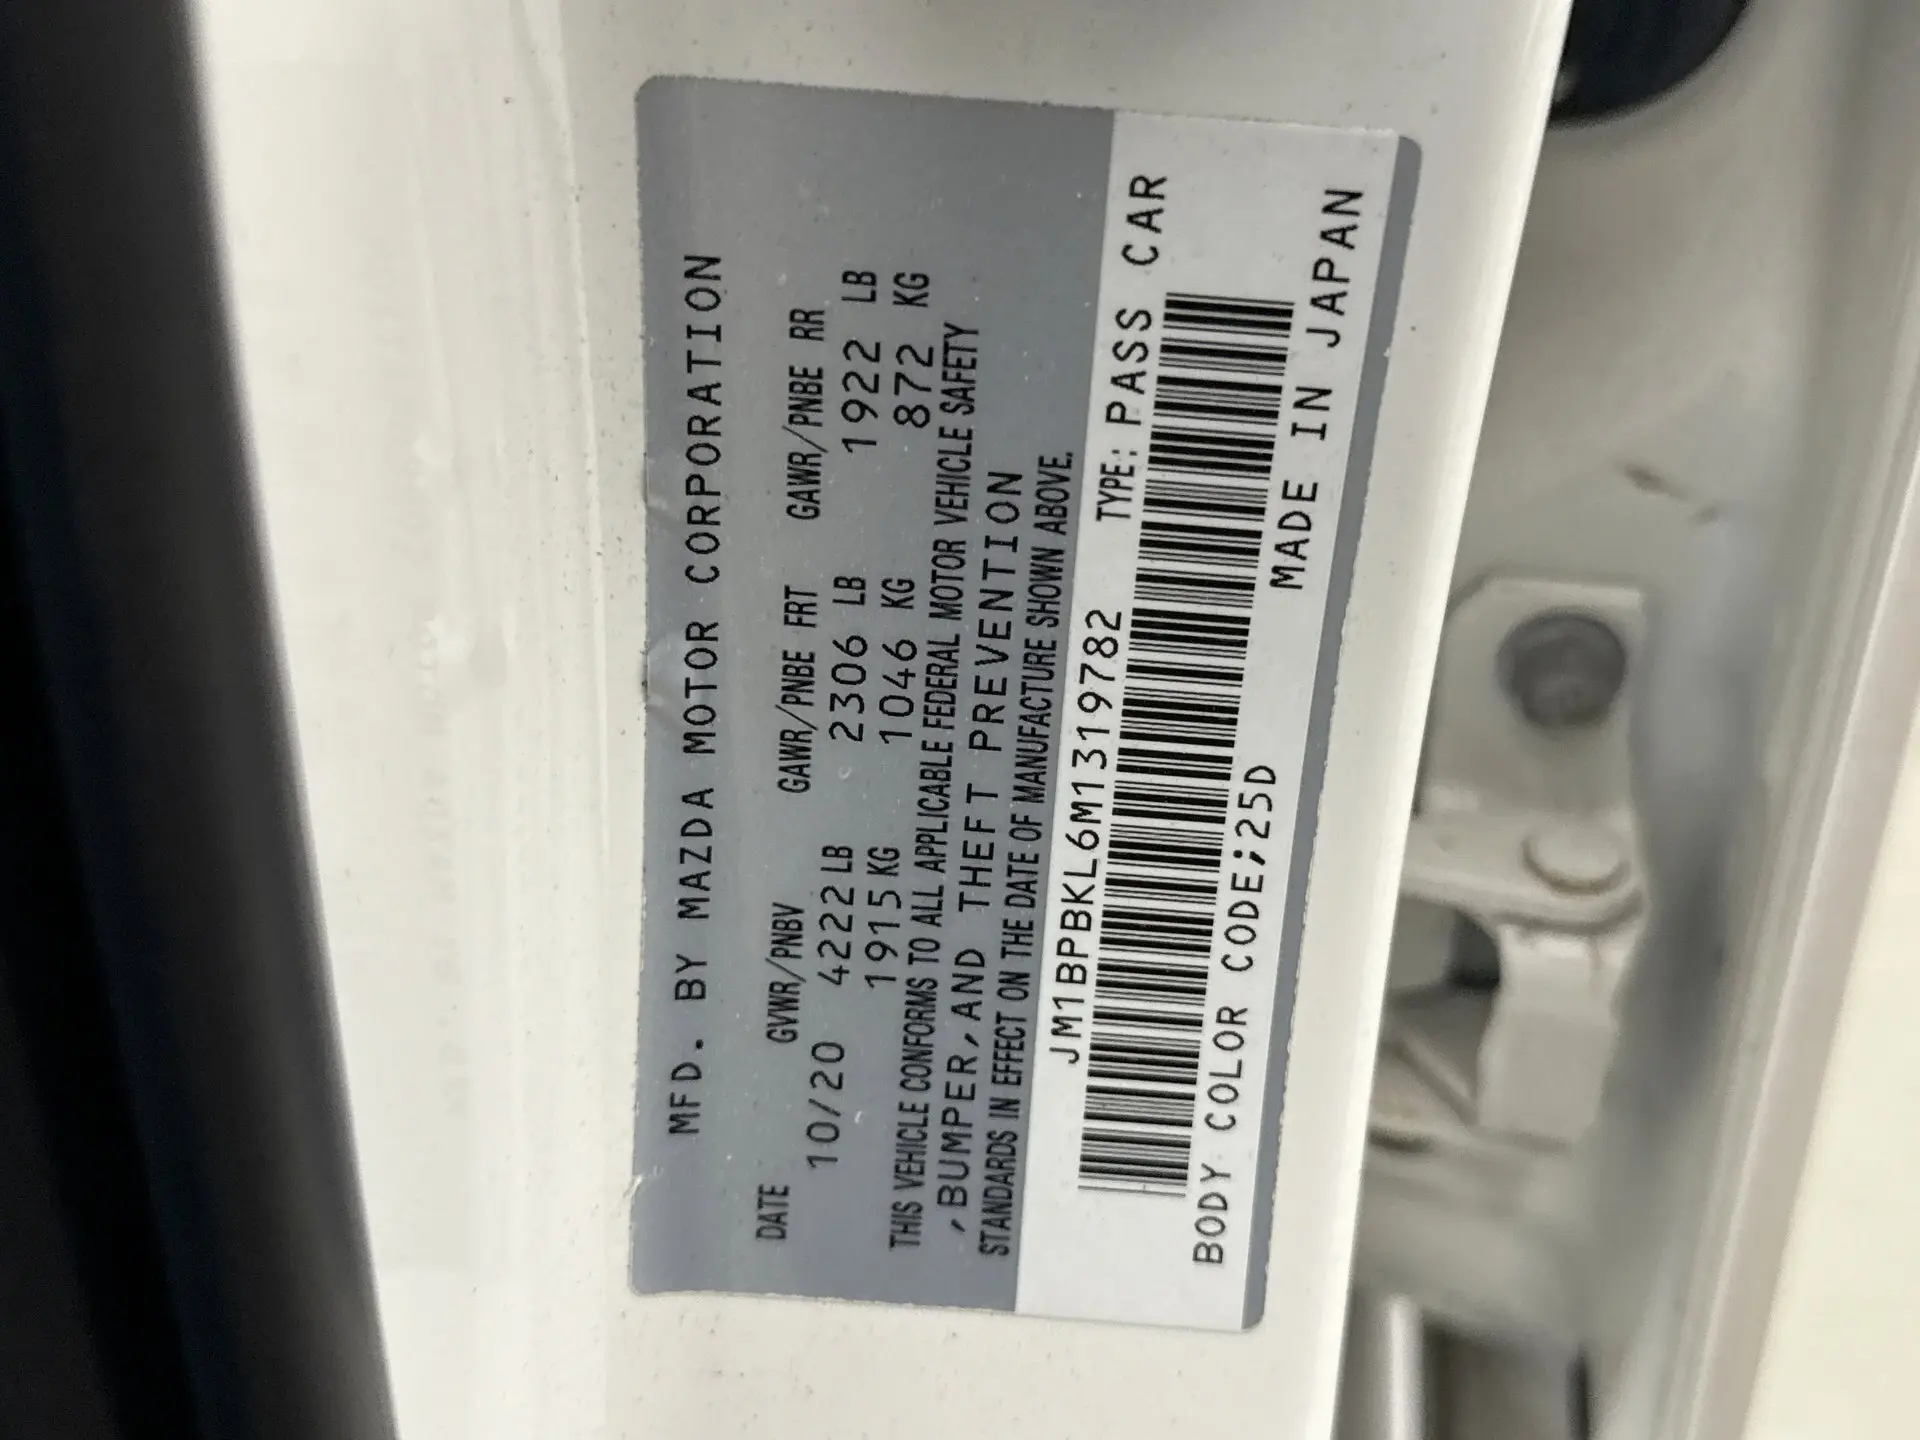 MFD. BY MAZDA MOTOR CORPORATION
DATE GVWR/PNBV GAWR/PNBE FRT GAWR/PNBE RR
10/20 4222 LB 2306 LB 1922 LB
1915 KG 1046 KG 872 KG
THIS VEHICLE CONFORMS TO ALL APPLICABLE FEDERAL MOTOR VEHICLE SAFETY
,BUMPER,AND THEFT PREVENTION
STANDARDS IN EFFECT ON THE DATE OF MANUFACTURE SHOWN ABOVE.
JM1BPBKL6M1319782 TYPE: PASS CAR
BODY COLOR CODE;25D MADE IN JAPAN